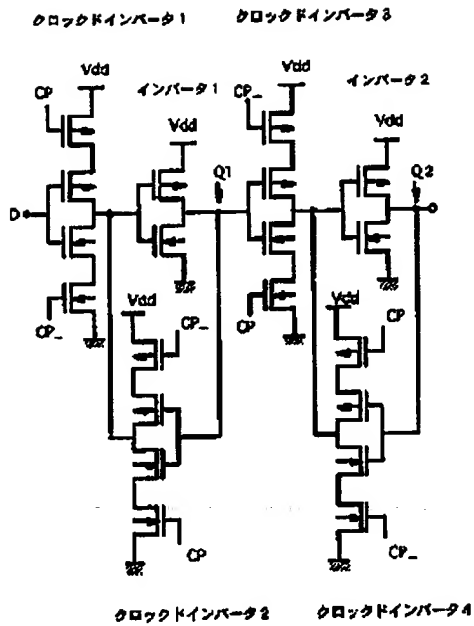 クロックドインバータ1 クロックドインバータ3
Vdd Vdd
CP インバータ1 CP_ インバータ2
Vdd Vdd
Q1 Q2
D
CP_ CP
Vdd CP_ Vdd CP
CP CP_
クロックドインバータ2 クロックドインバータ4